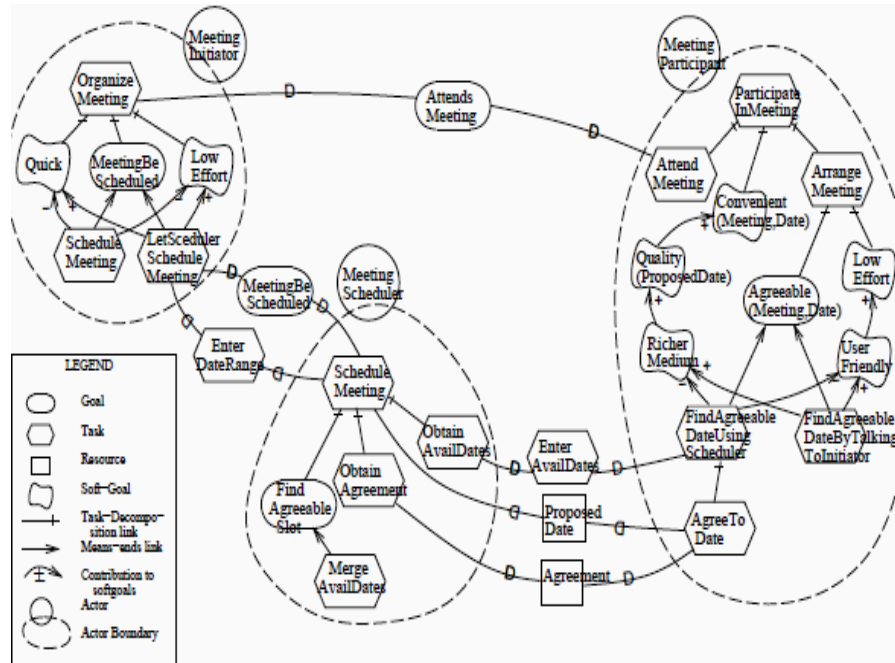 Meeting
Initiator
Organize
Meeting
Quick
MeetingBe
Scheduled
Low
Effort
Schedule
Meeting
LetSceduler
Schedule
Meeting
D
Attends
Meeting
D
Meeting
Participant
Participate
InMeeting
Attend
Meeting
Arrange
Meeting
Convenient
(Meeting,Date)
Quality
(ProposedDate)
Agreeable
(Meeting,Date)
Low
Effort
Richer
Medium
User
Friendly
FindAgreeable
DateUsing
Scheduler
FindAgreeable
DateByTalking
ToInitiator
AgreeTo
Date
D
MeetingBe
Scheduled
D
D
Enter
DateRange
D
Meeting
Scheduler
Schedule
Meeting
Obtain
AvailDates
Find
Agreeable
Slot
Obtain
Agreement
Merge
AvailDates
D
Enter
AvailDates
D
D
Proposed
Date
D
D
Agreement
D
LEGEND
Goal
Task
Resource
Soft-Goal
Task-Decompo-
sition link
Means-ends link
Contribution to
softgoals
Actor
Actor Boundary